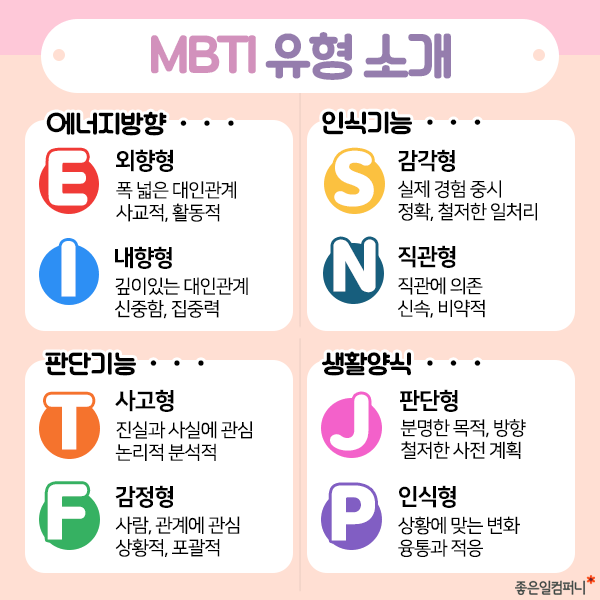 MBTI 유형 소개
에너지방향 · · ·
E
외향형
폭 넓은 대인관계
사교적, 활동적
I
내향형
깊이있는 대인관계
신중함, 집중력
인식기능 · · ·
S
감각형
실제 경험 중시
정확, 철저한 일처리
N
직관형
직관에 의존
신속, 비약적
판단기능 · · ·
T
사고형
진실과 사실에 관심
논리적 분석적
F
감정형
사람, 관계에 관심
상황적, 포괄적
생활양식 · · ·
J
판단형
분명한 목적, 방향
철저한 사전 계획
P
인식형
상황에 맞는 변화
융통과 적응
좋은일컴퍼니*